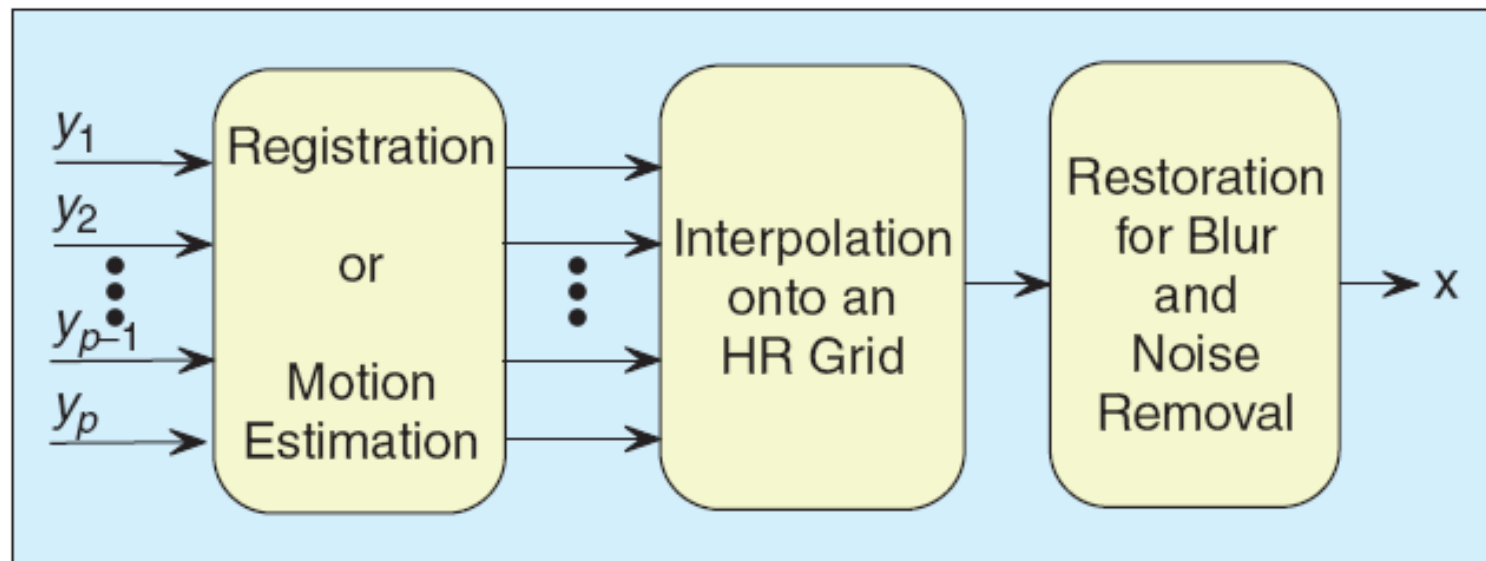 y1
y2
yp–1
yp
Registration
or
Motion
Estimation
Interpolation
onto an
HR Grid
Restoration
for Blur
and
Noise
Removal
x